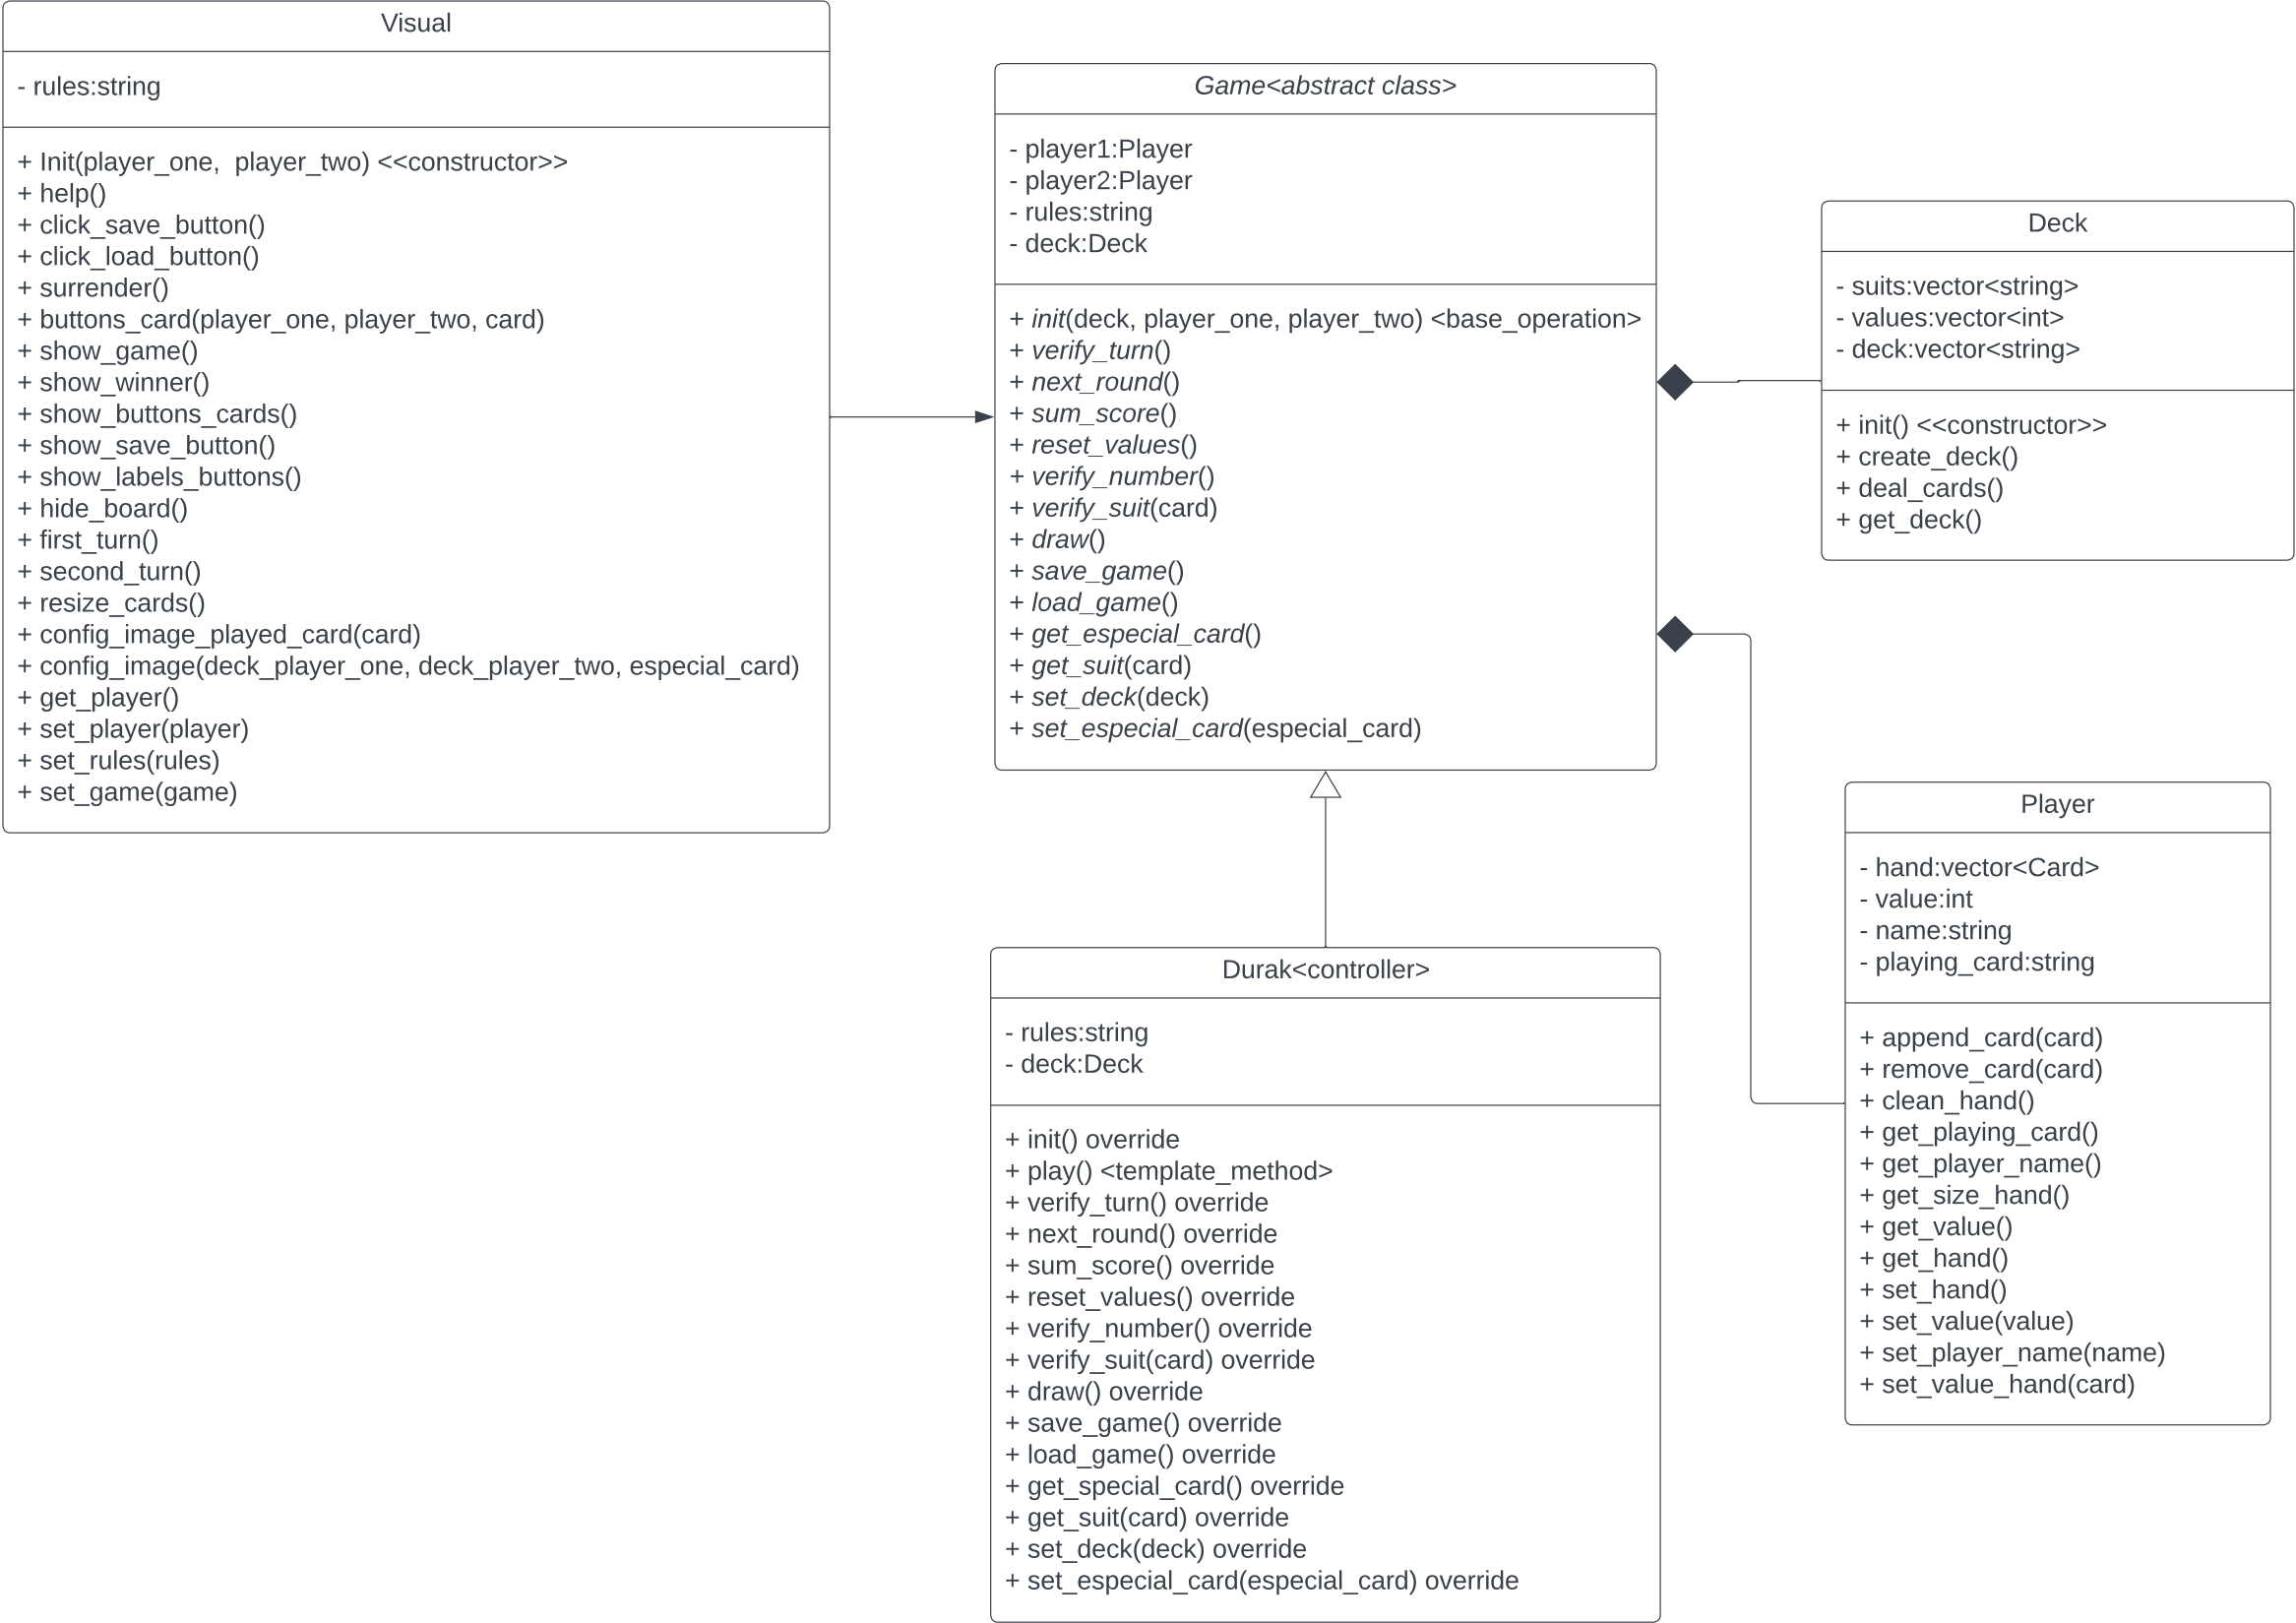 Visual
- rules:string
+ Init(player_one,  player_two) <<constructor>>
+ help()
+ click_save_button()
+ click_load_button()
+ surrender()
+ buttons_card(player_one, player_two, card)
+ show_game()
+ show_winner()
+ show_buttons_cards()
+ show_save_button()
+ show_labels_buttons()
+ hide_board()
+ first_turn()
+ second_turn()
+ resize_cards()
+ config_image_played_card(card)
+ config_image(deck_player_one, deck_player_two, especial_card)
+ get_player()
+ set_player(player)
+ set_rules(rules)
+ set_game(game)
Game<abstract class>
- player1:Player
- player2:Player
- rules:string
- deck:Deck
+ init(deck, player_one, player_two) <base_operation>
+ verify_turn()
+ next_round()
+ sum_score()
+ reset_values()
+ verify_number()
+ verify_suit(card)
+ draw()
+ save_game()
+ load_game()
+ get_especial_card()
+ get_suit(card)
+ set_deck(deck)
+ set_especial_card(especial_card)
Deck
- suits:vector<string>
- values:vector<int>
- deck:vector<string>
+ init() <<constructor>>
+ create_deck()
+ deal_cards()
+ get_deck()
Player
- hand:vector<Card>
- value:int
- name:string
- playing_card:string
+ append_card(card)
+ remove_card(card)
+ clean_hand()
+ get_playing_card()
+ get_player_name()
+ get_size_hand()
+ get_value()
+ get_hand()
+ set_hand()
+ set_value(value)
+ set_player_name(name)
+ set_value_hand(card)
Durak<controller>
- rules:string
- deck:Deck
+ init() override
+ play() <template_method>
+ verify_turn() override
+ next_round() override
+ sum_score() override
+ reset_values() override
+ verify_number() override
+ verify_suit(card) override
+ draw() override
+ save_game() override
+ load_game() override
+ get_special_card() override
+ get_suit(card) override
+ set_deck(deck) override
+ set_especial_card(especial_card) override